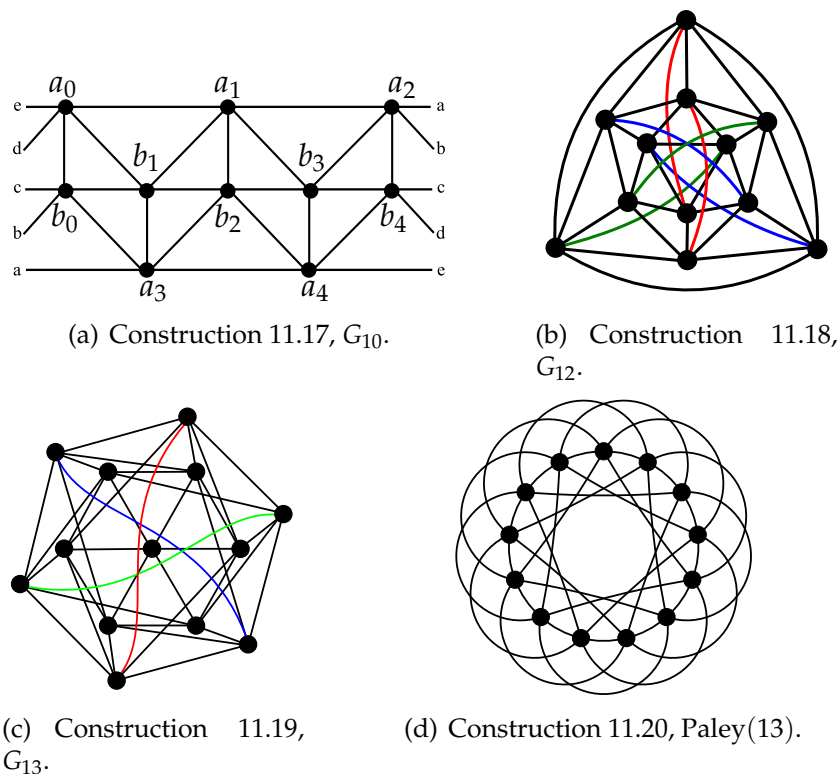 a₀ a₁ a₂
e a
d b₁ b₃ b
c c
b b₀ b₂ b₄ d
a e
a₃ a₄
(a) Construction 11.17, G₁₀.
(b) Construction 11.18,
G₁₂.
(c) Construction 11.19,
G₁₃.
(d) Construction 11.20, Paley(13).